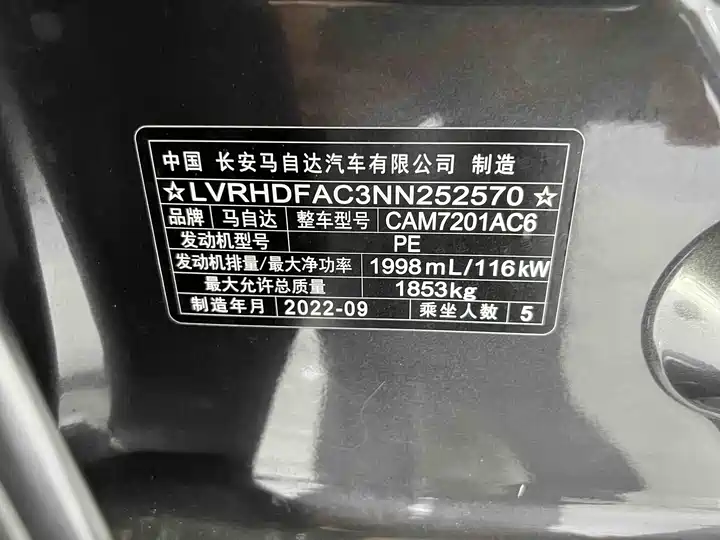 中国 长安马自达汽车有限公司 制造
☆LVRHDFAC3NN252570☆
品牌 马自达 整车型号 CAM7201AC6
发动机型号 PE
发动机排量/最大净功率 1998mL/116kW
最大允许总质量 1853kg
制造年月 2022-09 乘坐人数 5